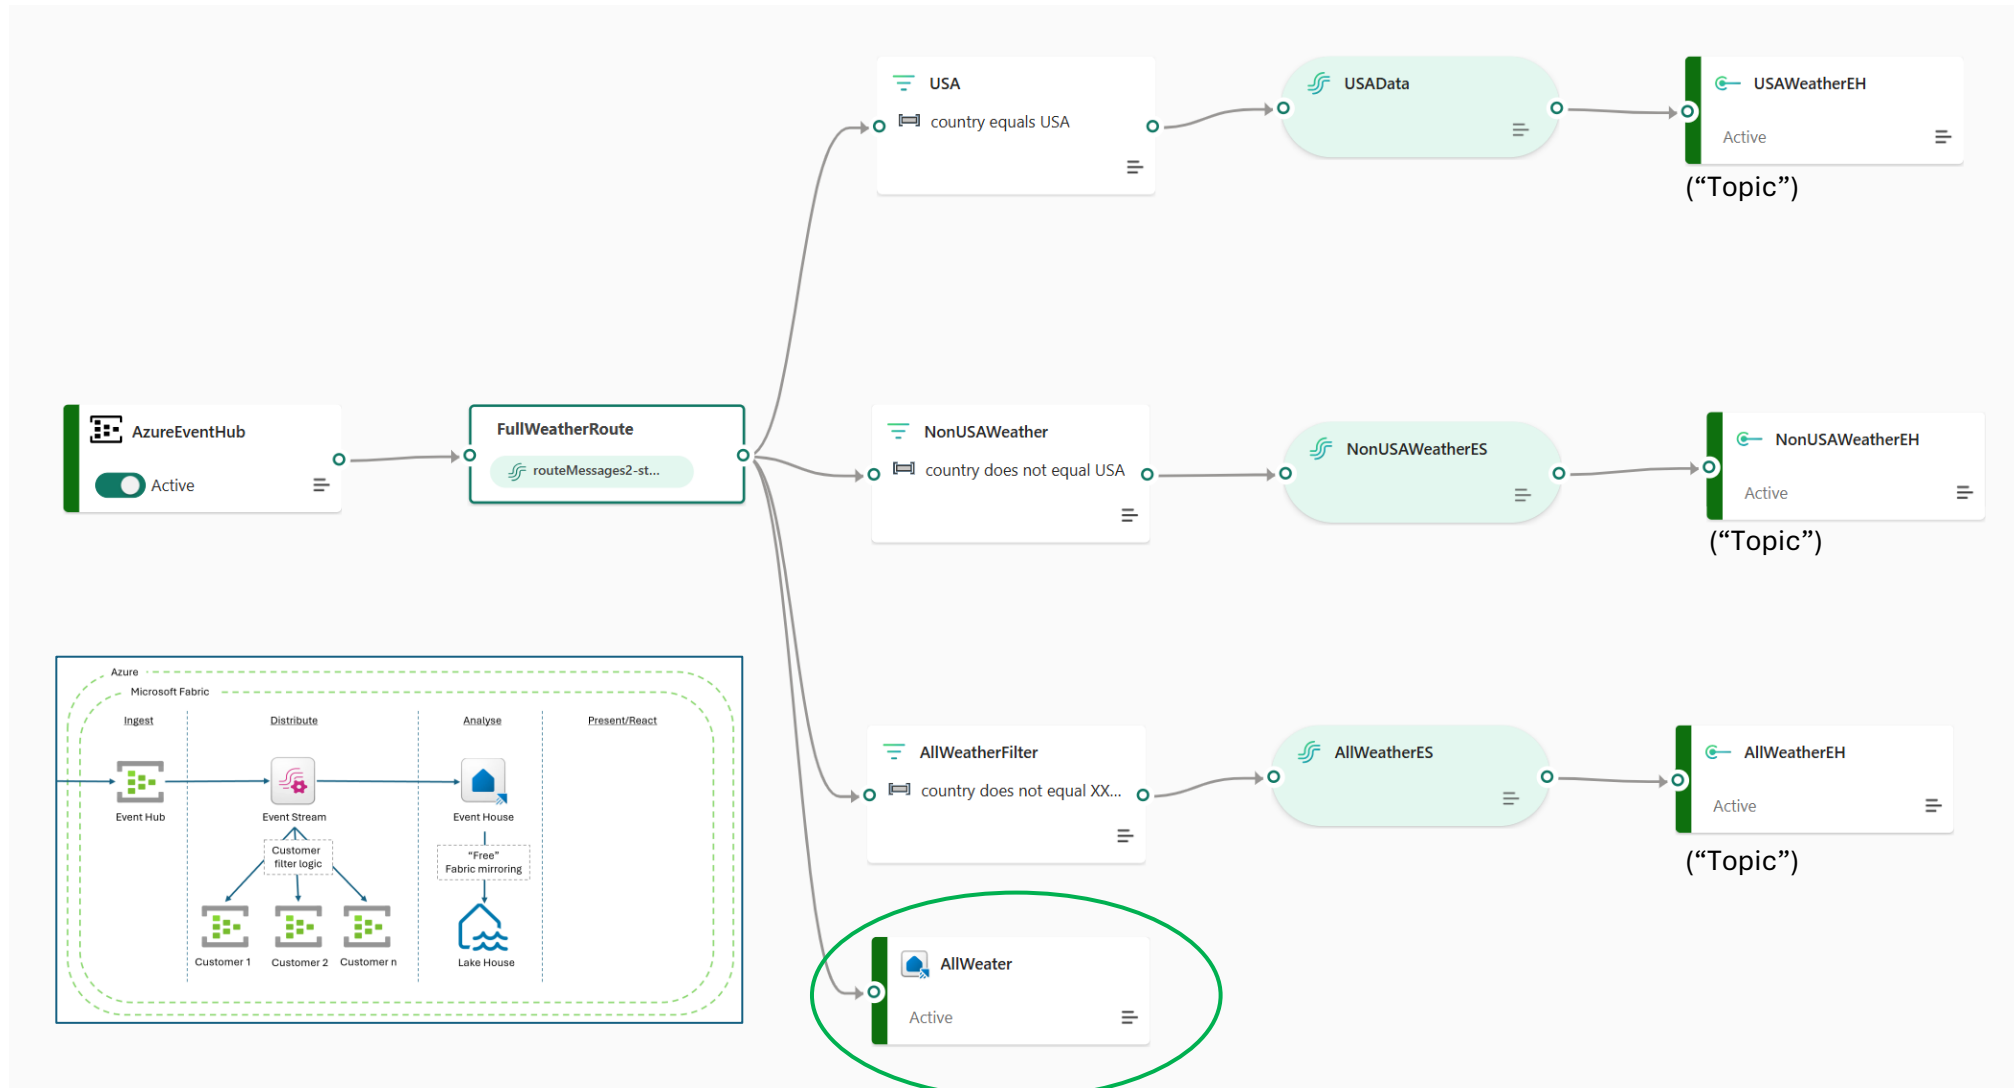 USA
country equals USA
USAData
USAWeatherEH
Active
(“Topic”)
AzureEventHub
Active
FullWeatherRoute
routeMessages2-st...
NonUSAWeather
country does not equal USA
NonUSAWeatherES
NonUSAWeatherEH
Active
(“Topic”)
AllWeatherFilter
country does not equal XX...
AllWeatherES
AllWeatherEH
Active
(“Topic”)
AllWeater
Active
Azure
Microsoft Fabric
Ingest
Distribute
Analyse
Present/React
Event Hub
Event Stream
Event House
Customer
filter logic
“Free”
Fabric mirroring
Customer 1
Customer 2
Customer n
Lake House